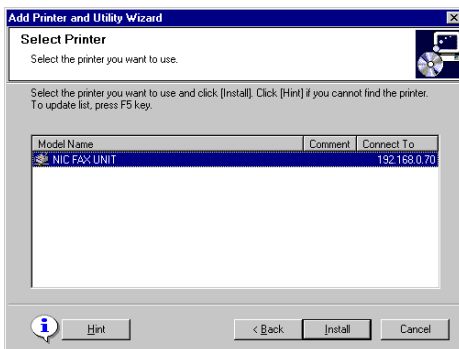 Add Printer and Utility Wizard
Select Printer
Select the printer you want to use.
Select the printer you want to use and click [Install]. Click [Hint] if you cannot find the printer.
To update list, press F5 key.
Model Name Comment Connect To
NIC FAX UNIT 192.168.0.70
Hint < Back Install Cancel